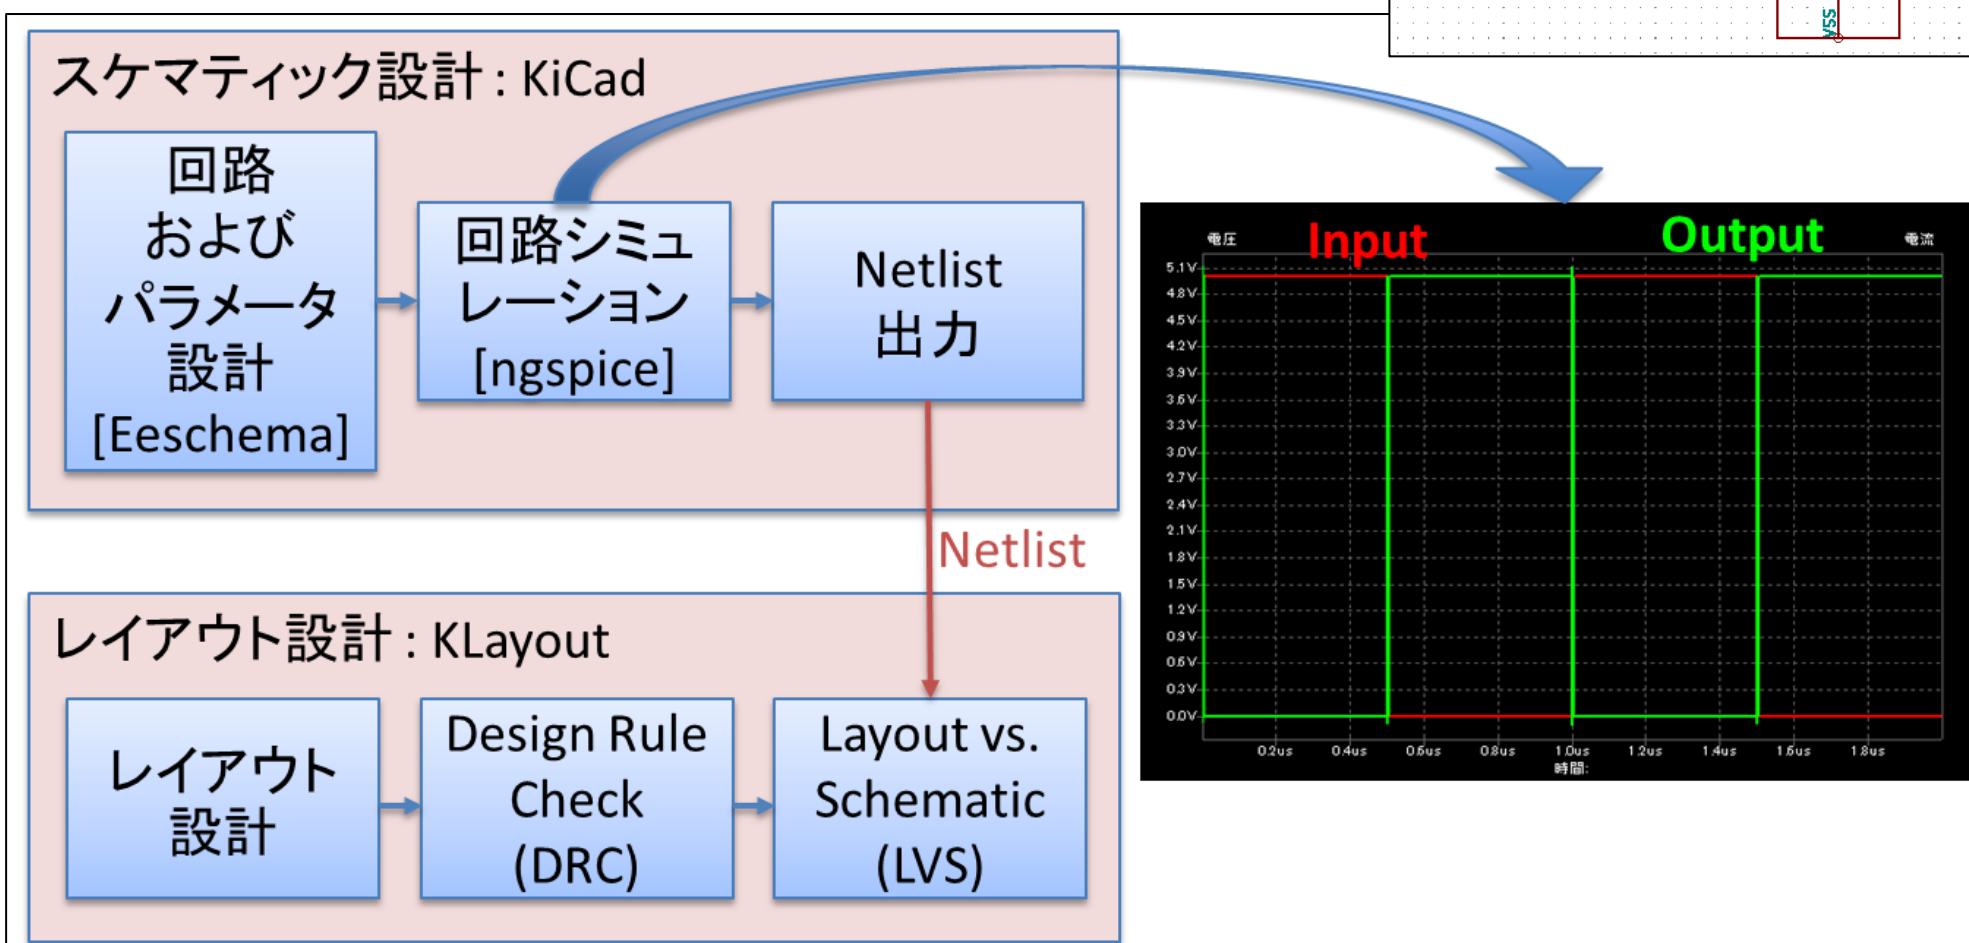 VSS
スケマティック設計 : KiCad
回路
および
パラメータ
設計
[Eeschema]
回路シミュ
レーション
[ngspice]
Netlist
出力
Netlist
レイアウト設計 : KLayout
レイアウト
設計
Design Rule
Check
(DRC)
Layout vs.
Schematic
(LVS)
電圧
Input
Output
電流
5.1V
4.8V
4.5V
4.2V
3.9V
3.6V
3.3V
3.0V
2.7V
2.4V
2.1V
1.8V
1.5V
1.2V
0.9V
0.6V
0.3V
0.0V
0.2us 0.4us 0.6us 0.8us 1.0us 1.2us 1.4us 1.6us 1.8us
時間: